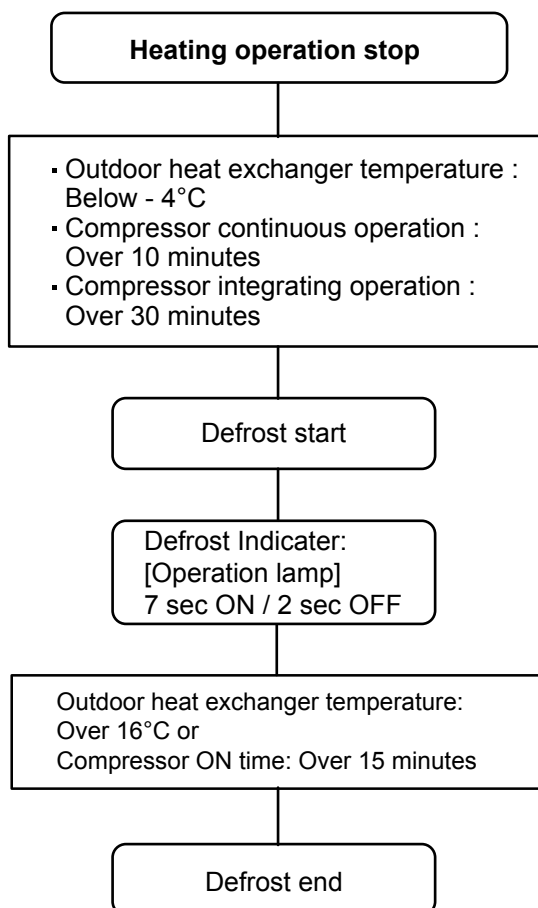 Heating operation stop
▪ Outdoor heat exchanger temperature :
Below - 4°C
▪ Compressor continuous operation :
Over 10 minutes
▪ Compressor integrating operation :
Over 30 minutes
Defrost start
Defrost Indicater:
[Operation lamp]
7 sec ON / 2 sec OFF
Outdoor heat exchanger temperature:
Over 16°C or
Compressor ON time: Over 15 minutes
Defrost end